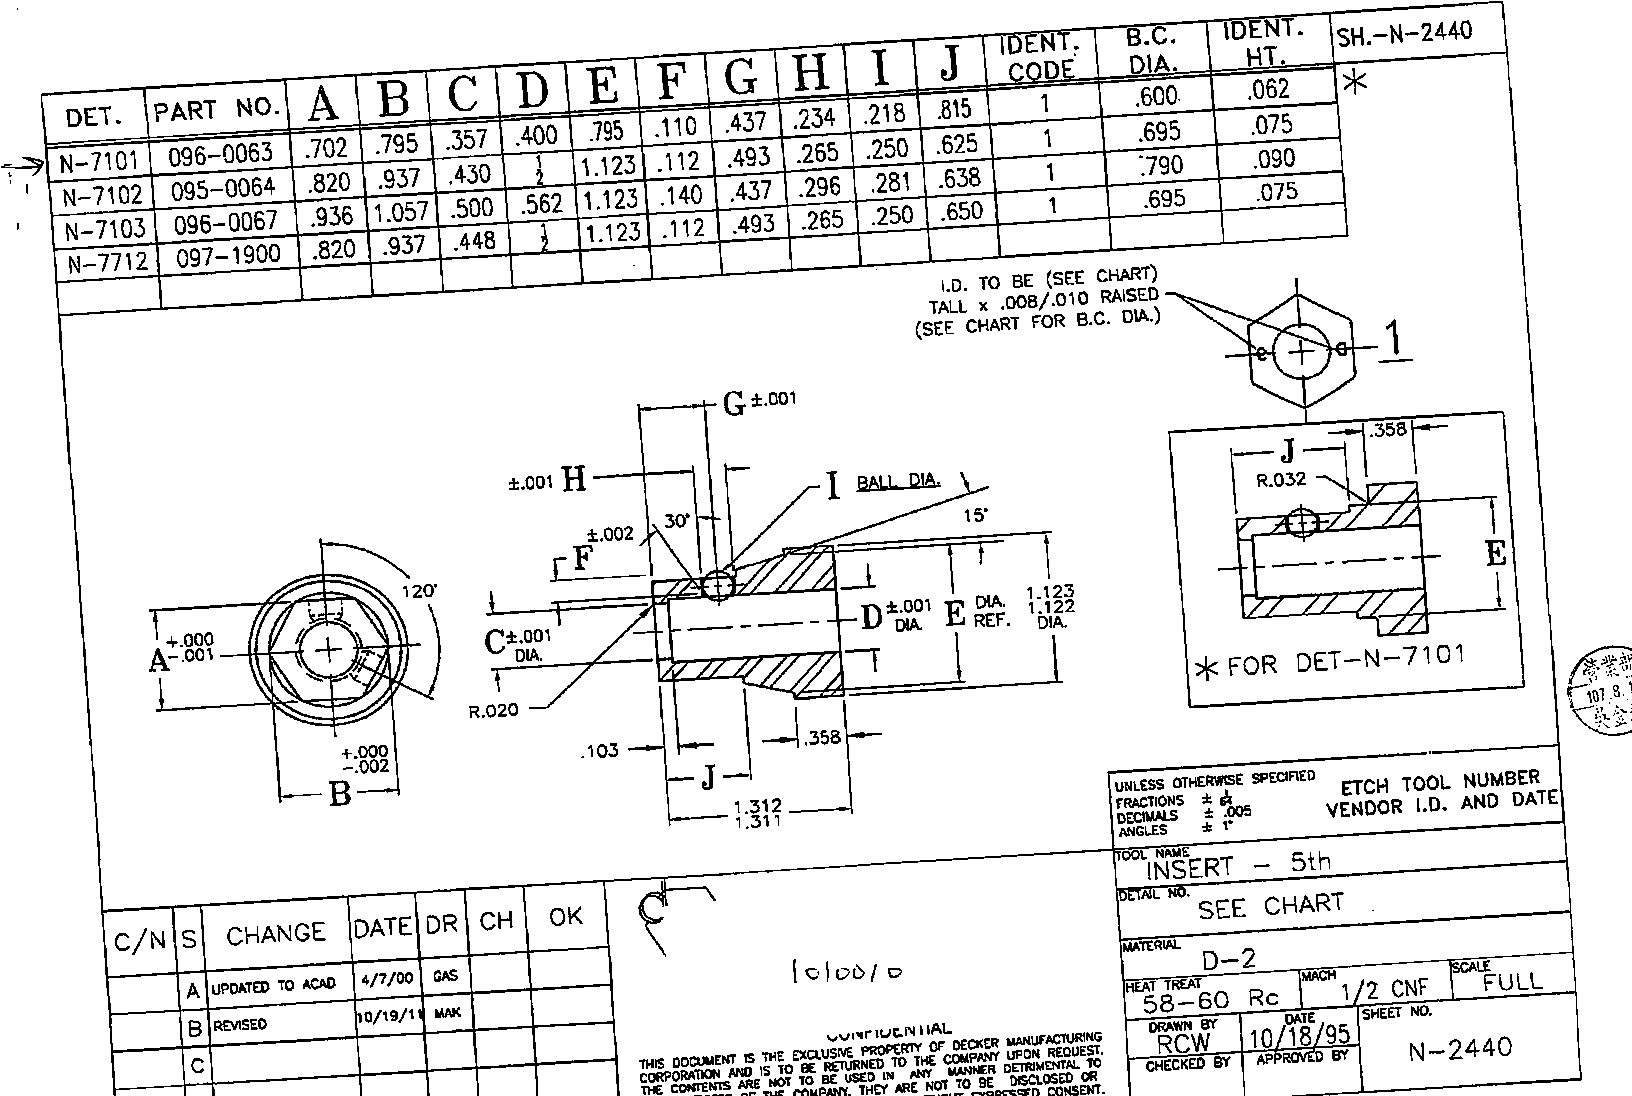 DET. PART NO. A B C D E F G H I J IDENT. CODE B.C. DIA. IDENT. HT. SH.-N-2440
N-7101 096-0063 .702 .795 .357 .400 .795 .110 .437 .234 .218 .815 1 .600 .062 *
N-7102 095-0064 .820 .937 .430 1/2 1.123 .112 .493 .265 .250 .625 1 .695 .075
N-7103 096-0067 .936 1.057 .500 .562 1.123 .140 .437 .296 .281 .638 1 .790 .090
N-7712 097-1900 .820 .937 .448 1/2 1.123 .112 .493 .265 .250 .650 1 .695 .075
I.D. TO BE (SEE CHART)
TALL x .008/.010 RAISED
(SEE CHART FOR B.C. DIA.)
1
G ±.001
±.001 H
I BALL DIA.
30°
15°
±.002
F
120°
A +.000
-.001
+.000
-.002
B
C ±.001
DIA.
D ±.001
DIA.
E DIA.
REF.
1.123
1.122
DIA.
R.020
.103
.358
J
1.312
1.311
.358
J
R.032
E
* FOR DET-N-7101
107.8.1
UNLESS OTHERWISE SPECIFIED
FRACTIONS ± 1/64
DECIMALS ± .005
ANGLES ± 1°
ETCH TOOL NUMBER
VENDOR I.D. AND DATE
TOOL NAME
INSERT - 5th
DETAIL NO.
SEE CHART
MATERIAL
D-2
HEAT TREAT
58-60 Rc
MACH
1/2 CNF
SCALE
FULL
DRAWN BY
RCW
DATE
10/18/95
SHEET NO.
N-2440
CHECKED BY
APPROVED BY
C/N S CHANGE DATE DR CH OK
A UPDATED TO ACAD 4/7/00 GAS
B REVISED 10/19/11 MAK
C
C
CONFIDENTIAL
THIS DOCUMENT IS THE EXCLUSIVE PROPERTY OF DECKER MANUFACTURING
CORPORATION AND IS TO BE RETURNED TO THE COMPANY UPON REQUEST.
THE CONTENTS ARE NOT TO BE USED IN ANY MANNER DETRIMENTAL TO
OF THE COMPANY. THEY ARE NOT TO BE DISCLOSED OR
EXPRESSED CONSENT.